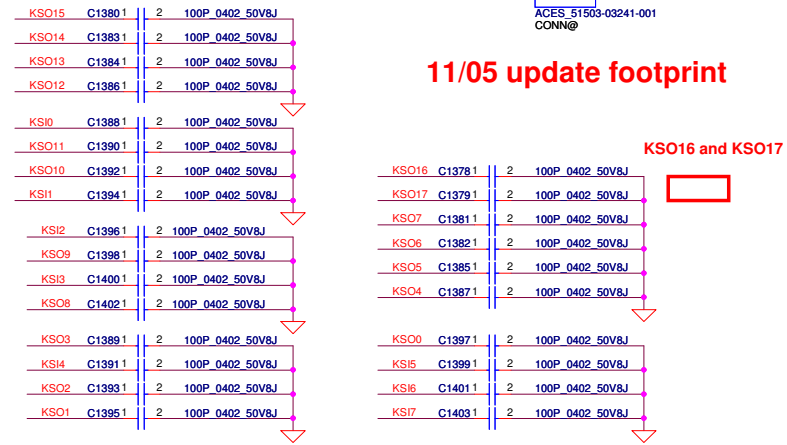 KSO15 C1380 1 2 100P_0402_50V8J
KSO14 C1383 1 2 100P_0402_50V8J
KSO13 C1384 1 2 100P_0402_50V8J
KSO12 C1386 1 2 100P_0402_50V8J
KSI0 C1388 1 2 100P_0402_50V8J
KSO11 C1390 1 2 100P_0402_50V8J
KSO10 C1392 1 2 100P_0402_50V8J
KSI1 C1394 1 2 100P_0402_50V8J
KSI2 C1396 1 2 100P_0402_50V8J
KSO9 C1398 1 2 100P_0402_50V8J
KSI3 C1400 1 2 100P_0402_50V8J
KSO8 C1402 1 2 100P_0402_50V8J
KSO3 C1389 1 2 100P_0402_50V8J
KSI4 C1391 1 2 100P_0402_50V8J
KSO2 C1393 1 2 100P_0402_50V8J
KSO1 C1395 1 2 100P_0402_50V8J
ACES_51503-03241-001
CONN@
11/05 update footprint
KSO16 and KSO17
KSO16 C1378 1 2 100P_0402_50V8J
KSO17 C1379 1 2 100P_0402_50V8J
KSO7 C1381 1 2 100P_0402_50V8J
KSO6 C1382 1 2 100P_0402_50V8J
KSO5 C1385 1 2 100P_0402_50V8J
KSO4 C1387 1 2 100P_0402_50V8J
KSO0 C1397 1 2 100P_0402_50V8J
KSI5 C1399 1 2 100P_0402_50V8J
KSI6 C1401 1 2 100P_0402_50V8J
KSI7 C1403 1 2 100P_0402_50V8J